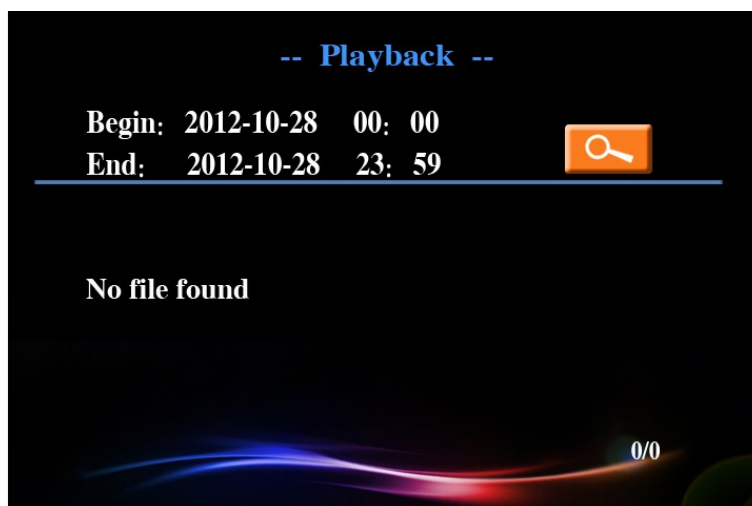 -- Playback --
Begin: 2012-10-28 00: 00
End: 2012-10-28 23: 59
No file found
0/0